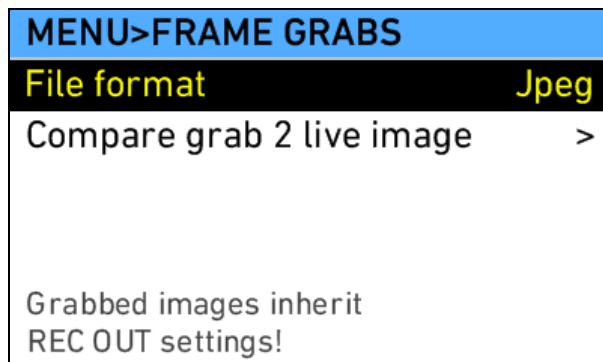 MENU>FRAME GRABS
File format Jpeg
Compare grab 2 live image >
Grabbed images inherit
REC OUT settings!